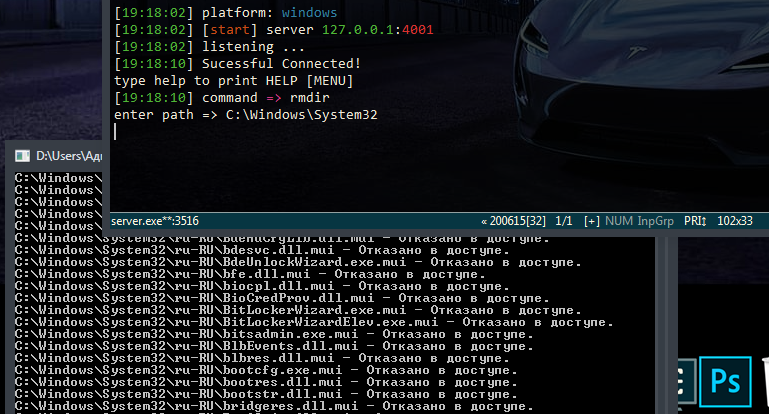 [19:18:02] platform: windows
[19:18:02] [start] server 127.0.0.1:4001
[19:18:02] listening ...
[19:18:10] Sucessful Connected!
type help to print HELP [MENU]
[19:18:10] command => rmdir
enter path => C:\Windows\System32
server.exe**:3516 « 200615[32] 1/1 [+] NUM InpGrp PRI↕ 102x33
D:\Users\Ад
C:\Windows\
C:\Windows\
C:\Windows\
C:\Windows\
C:\Windows\
C:\Windows\System32\ru-RU\BdeHdCfgLib.dll.mui - Отказано в доступе.
C:\Windows\System32\ru-RU\bdesvc.dll.mui - Отказано в доступе.
C:\Windows\System32\ru-RU\BdeUnlockWizard.exe.mui - Отказано в доступе.
C:\Windows\System32\ru-RU\bfe.dll.mui - Отказано в доступе.
C:\Windows\System32\ru-RU\biocpl.dll.mui - Отказано в доступе.
C:\Windows\System32\ru-RU\BioCredProv.dll.mui - Отказано в доступе.
C:\Windows\System32\ru-RU\BitLockerWizard.exe.mui - Отказано в доступе.
C:\Windows\System32\ru-RU\BitLockerWizardElev.exe.mui - Отказано в доступе.
C:\Windows\System32\ru-RU\bitsadmin.exe.mui - Отказано в доступе.
C:\Windows\System32\ru-RU\BlbEvents.dll.mui - Отказано в доступе.
C:\Windows\System32\ru-RU\blbres.dll.mui - Отказано в доступе.
C:\Windows\System32\ru-RU\bootcfg.exe.mui - Отказано в доступе.
C:\Windows\System32\ru-RU\bootres.dll.mui - Отказано в доступе.
C:\Windows\System32\ru-RU\bootstr.dll.mui - Отказано в доступе.
C:\Windows\System32\ru-RU\bridgeres.dll.mui - Отказано в доступе.
Ps